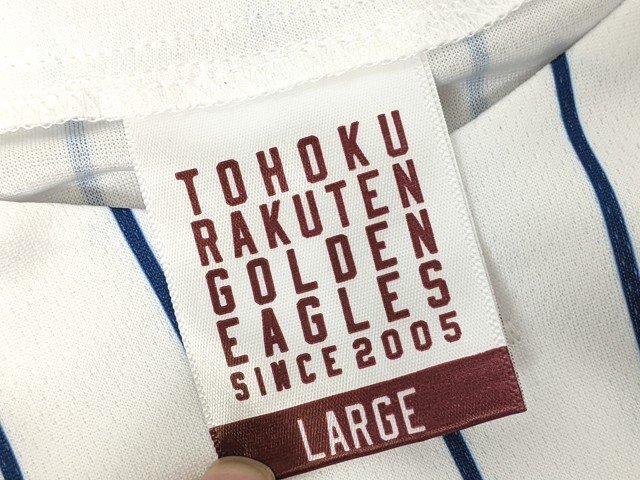 TOHOKU
RAKUTEN
GOLDEN
EAGLES
SINCE 2005
LARGE